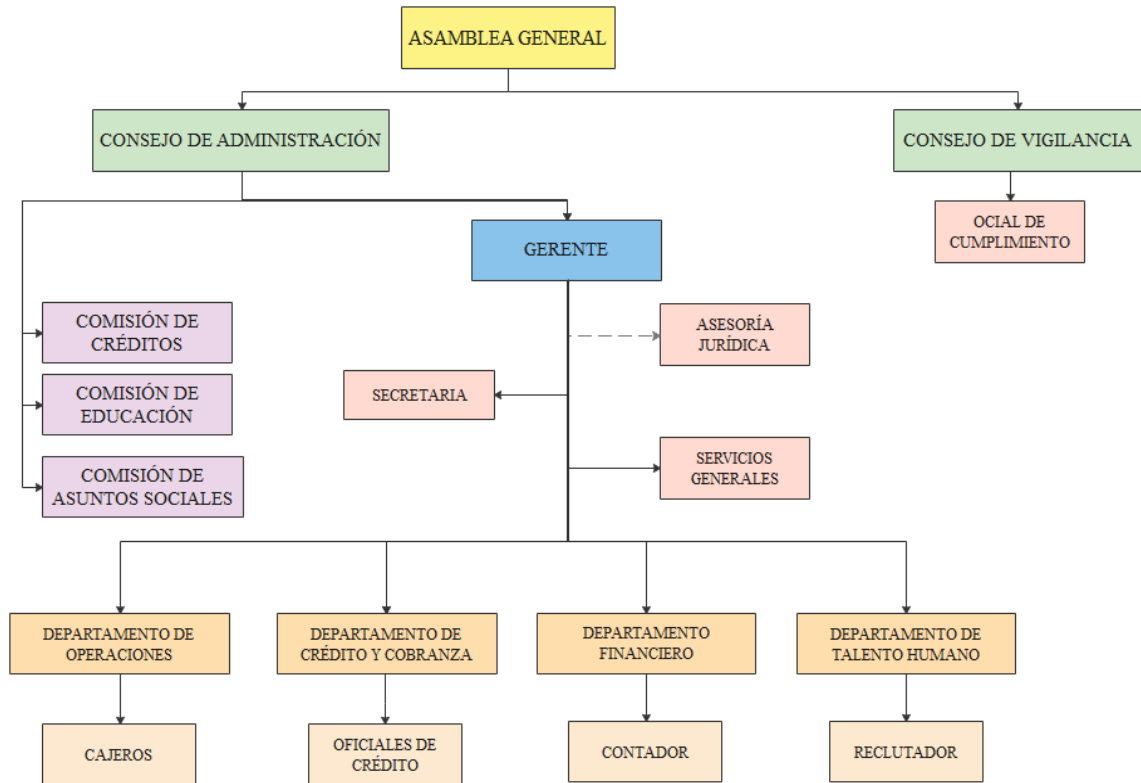 ASAMBLEA GENERAL
CONSEJO DE ADMINISTRACIÓN
CONSEJO DE VIGILANCIA
OCIAL DE
CUMPLIMIENTO
GERENTE
COMISIÓN DE
CRÉDITOS
ASESORÍA
JURÍDICA
COMISIÓN DE
EDUCACIÓN
SECRETARIA
COMISIÓN DE
ASUNTOS SOCIALES
SERVICIOS
GENERALES
DEPARTAMENTO DE
OPERACIONES
DEPARTAMENTO DE
CRÉDITO Y COBRANZA
DEPARTAMENTO
FINANCIERO
DEPARTAMENTO DE
TALENTO HUMANO
CAJEROS
OFICIALES DE
CRÉDITO
CONTADOR
RECLUTADOR